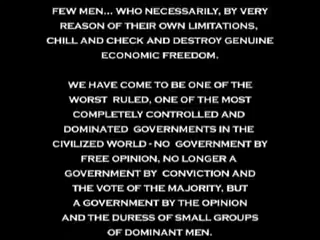 FEW MEN... WHO NECESSARILY, BY VERY
REASON OF THEIR OWN LIMITATIONS,
CHILL AND CHECK AND DESTROY GENUINE
ECONOMIC FREEDOM.
WE HAVE COME TO BE ONE OF THE
WORST RULED, ONE OF THE MOST
COMPLETELY CONTROLLED AND
DOMINATED GOVERNMENTS IN THE
CIVILIZED WORLD - NO GOVERNMENT BY
FREE OPINION, NO LONGER A
GOVERNMENT BY CONVICTION AND
THE VOTE OF THE MAJORITY, BUT
A GOVERNMENT BY THE OPINION
AND THE DURESS OF SMALL GROUPS
OF DOMINANT MEN.